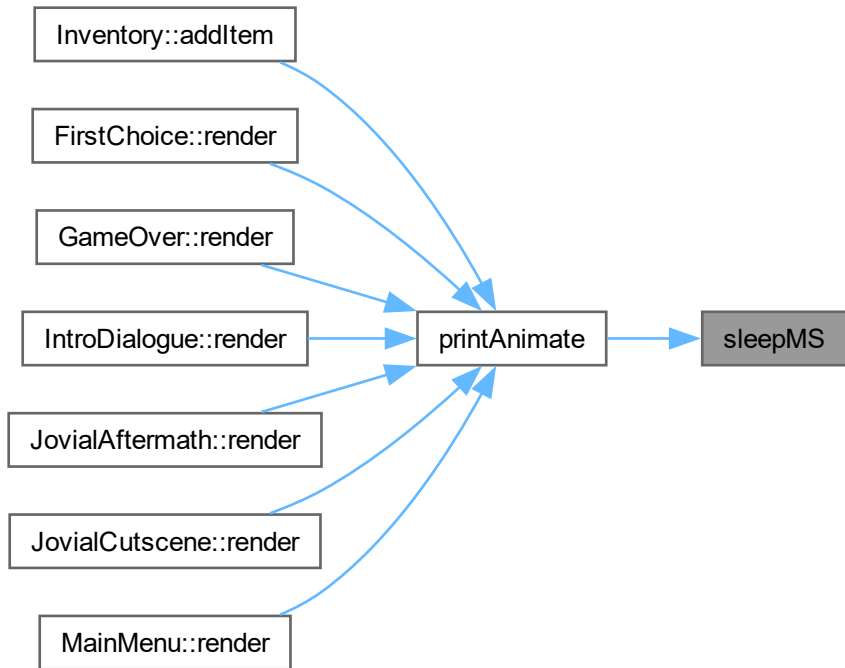 Inventory::addItem
FirstChoice::render
GameOver::render
IntroDialogue::render
printAnimate
sleepMS
JovialAftermath::render
JovialCutscene::render
MainMenu::render